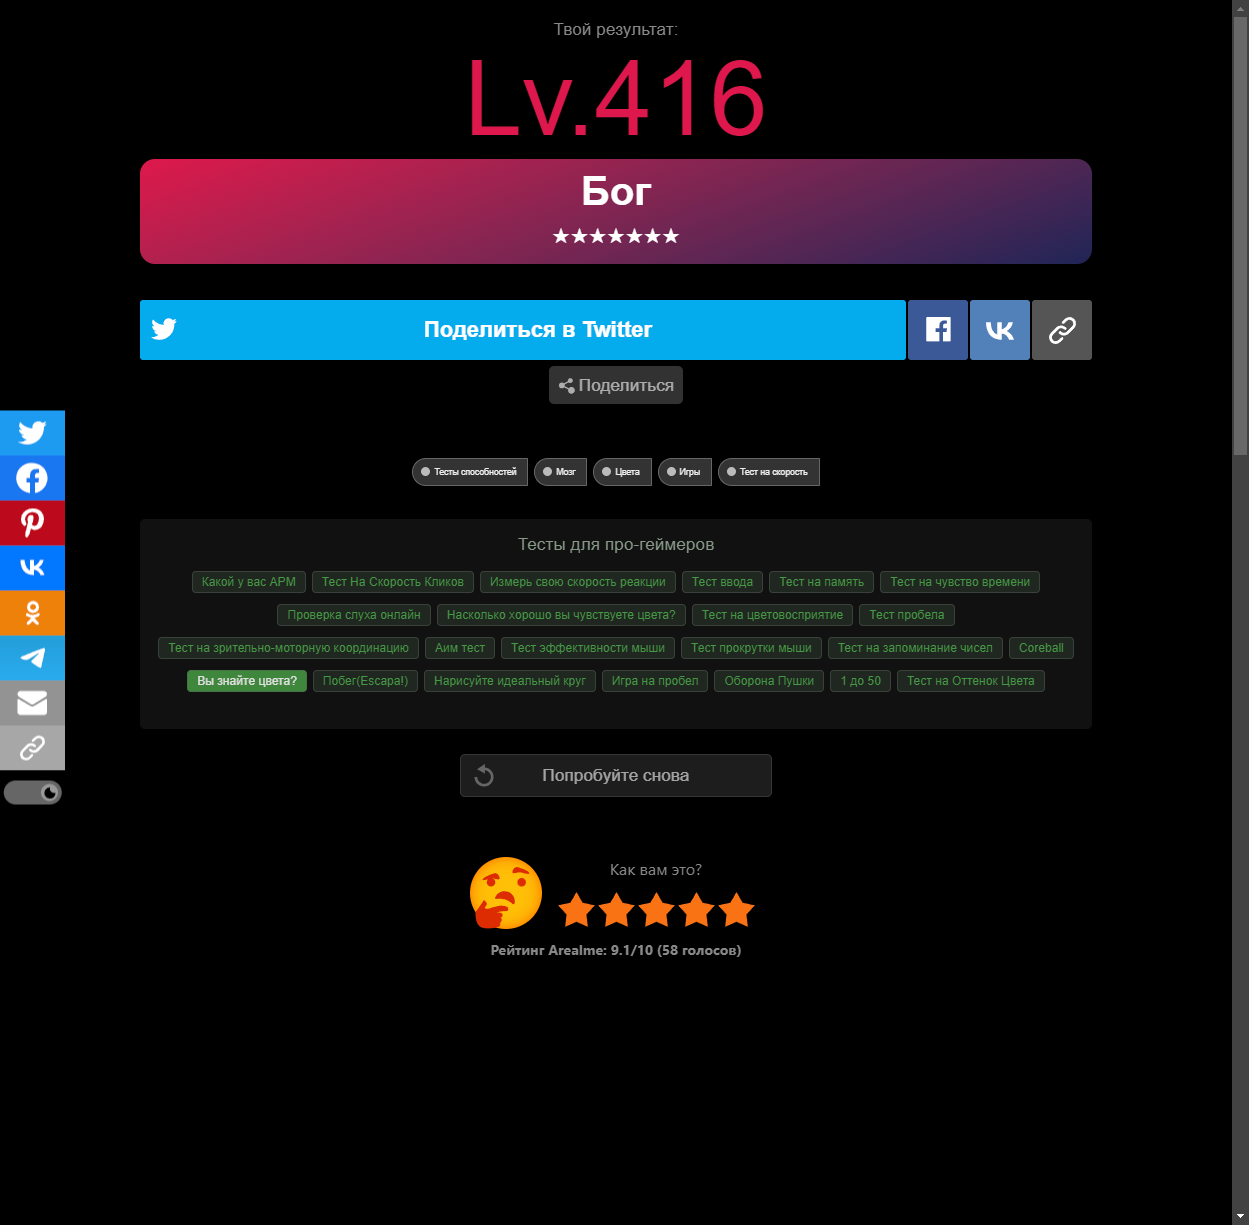 Твой результат:
Lv.416
Бог
★★★★★★★
Поделиться в Twitter
Поделиться
Тесты способностей Мозг Цвета Игры Тест на скорость
Тесты для про-геймеров
Какой у вас APM Тест На Скорость Кликов Измерь свою скорость реакции Тест ввода Тест на память Тест на чувство времени
Проверка слуха онлайн Насколько хорошо вы чувствуете цвета? Тест на цветовосприятие Тест пробела
Тест на зрительно-моторную координацию Аим тест Тест эффективности мыши Тест прокрутки мыши Тест на запоминание чисел Coreball
Вы знайте цвета? Побег(Escapa!) Нарисуйте идеальный круг Игра на пробел Оборона Пушки 1 до 50 Тест на Оттенок Цвета
Попробуйте снова
Как вам это?
Рейтинг Arealme: 9.1/10 (58 голосов)